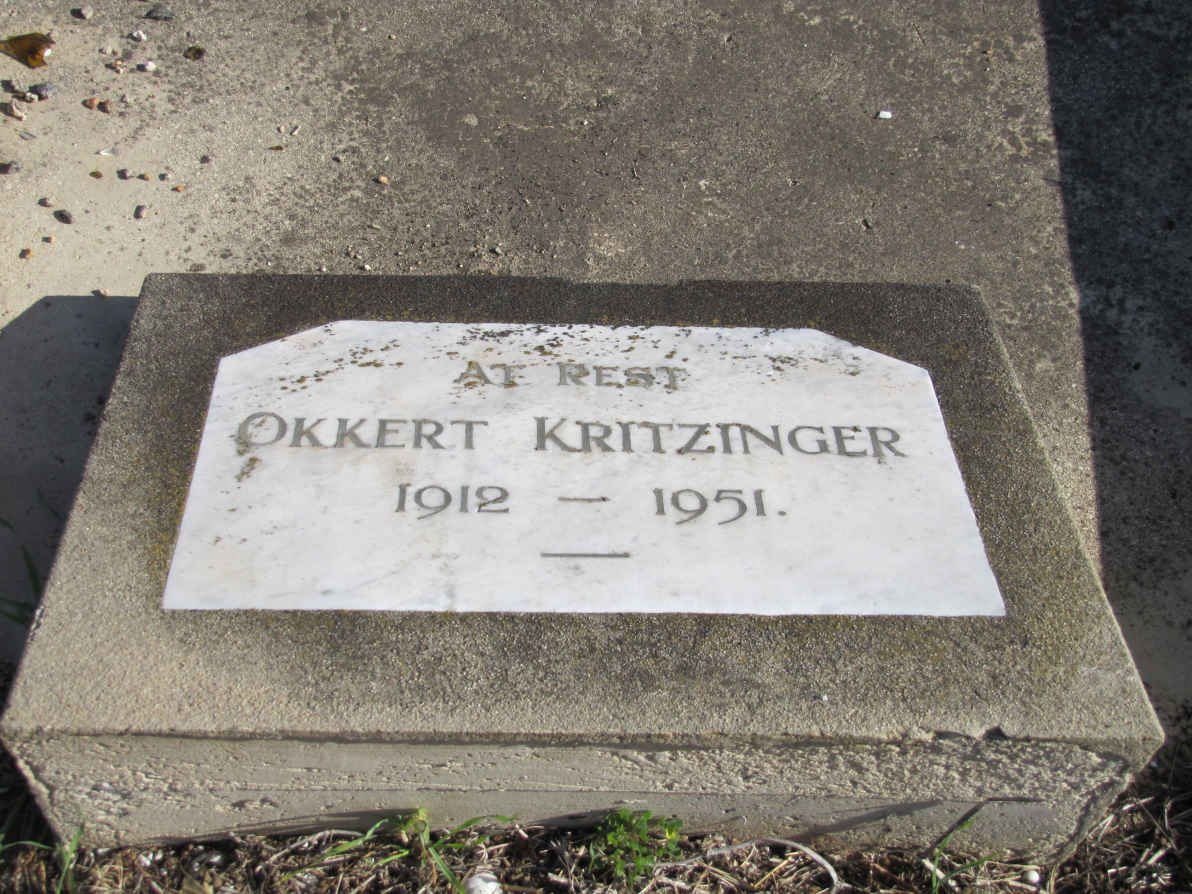 AT REST
OKKERT KRITZINGER
1912 – 1951.